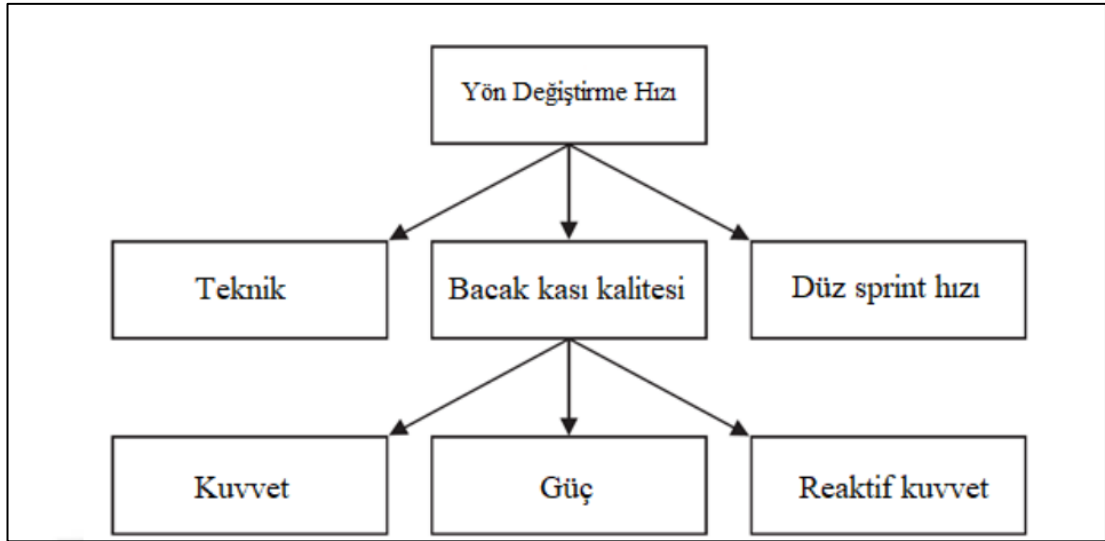 Yön Değiştirme Hızı
Teknik
Bacak kası kalitesi
Düz sprint hızı
Kuvvet
Güç
Reaktif kuvvet